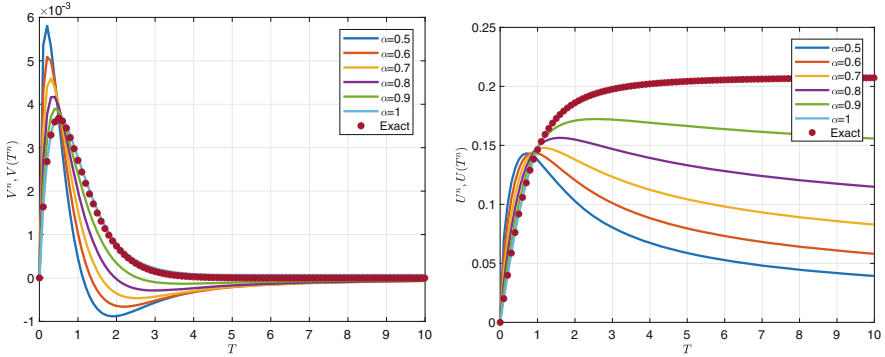 6 ×10⁻³
5
4
3
2
1
0
-1
0 1 2 3 4 5 6 7 8 9 10
T
Vⁿ, V(Tⁿ)
α=0.5
α=0.6
α=0.7
α=0.8
α=0.9
α=1
Exact
0.25
0.2
0.15
0.1
0.05
0
0 1 2 3 4 5 6 7 8 9 10
T
Uⁿ, U(Tⁿ)
α=0.5
α=0.6
α=0.7
α=0.8
α=0.9
α=1
Exact